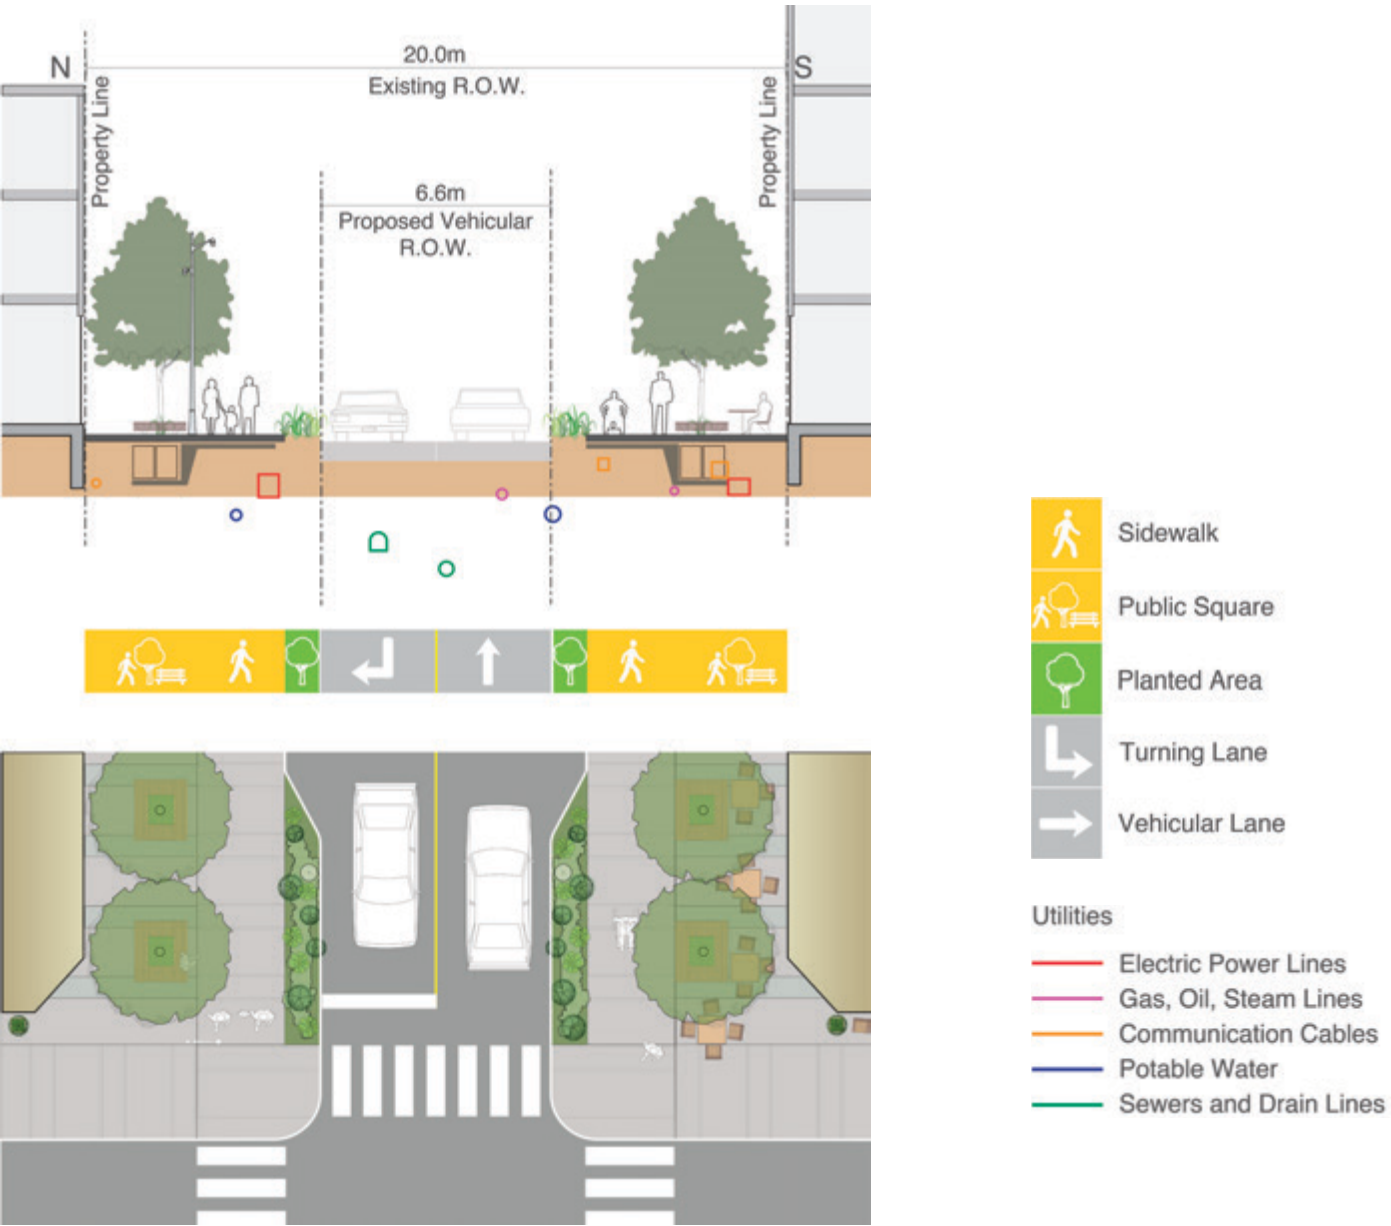 N
20.0m
S
Existing R.O.W.
Property Line
Property Line
6.6m
Proposed Vehicular
R.O.W.
Sidewalk
Public Square
Planted Area
Turning Lane
Vehicular Lane
Utilities
Electric Power Lines
Gas, Oil, Steam Lines
Communication Cables
Potable Water
Sewers and Drain Lines